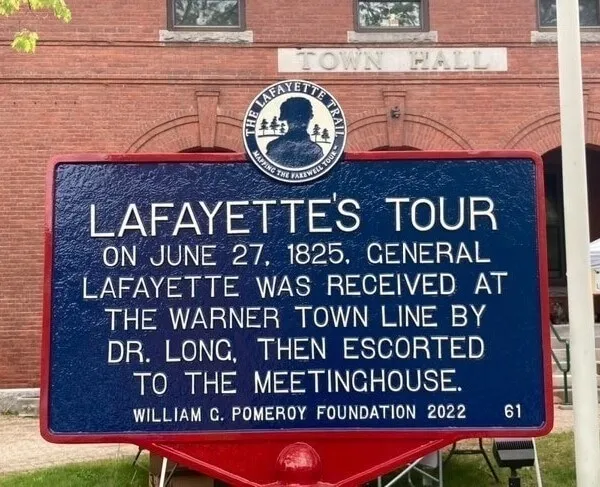 TOWN HALL
THE LAFAYETTE TRAIL
MAPPING THE FAREWELL TOUR
LAFAYETTE'S TOUR
ON JUNE 27, 1825, GENERAL
LAFAYETTE WAS RECEIVED AT
THE WARNER TOWN LINE BY
DR. LONG, THEN ESCORTED
TO THE MEETINGHOUSE.
WILLIAM G. POMEROY FOUNDATION 2022 61